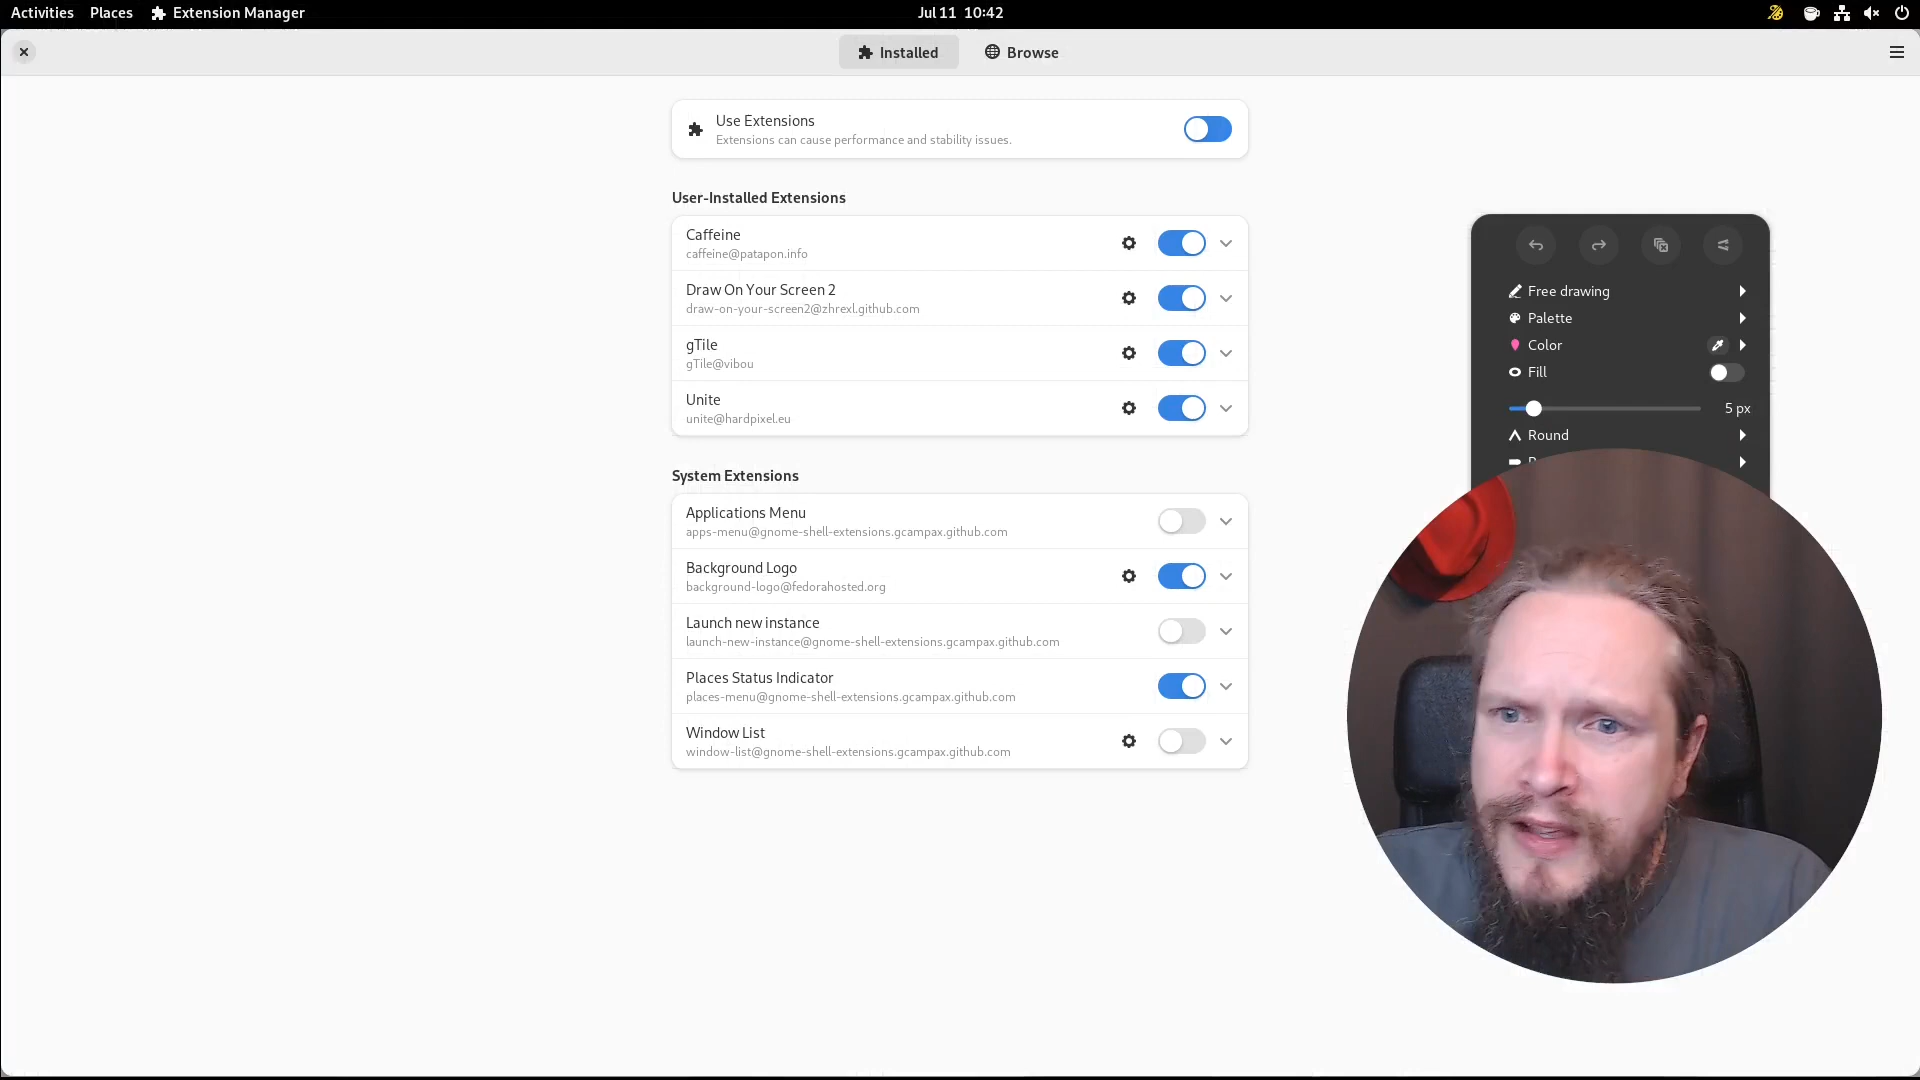 Activities Places Extension Manager Jul 11 10:42
Installed Browse
Use Extensions
Extensions can cause performance and stability issues.
User-Installed Extensions
Caffeine
caffeine@patapon.info
Draw On Your Screen 2
draw-on-your-screen2@zhrexl.github.com
gTile
gTile@vibou
Unite
unite@hardpixel.eu
System Extensions
Applications Menu
apps-menu@gnome-shell-extensions.gcampax.github.com
Background Logo
background-logo@fedorahosted.org
Launch new instance
launch-new-instance@gnome-shell-extensions.gcampax.github.com
Places Status Indicator
places-menu@gnome-shell-extensions.gcampax.github.com
Window List
window-list@gnome-shell-extensions.gcampax.github.com
Free drawing
Palette
Color
Fill
5 px
Round